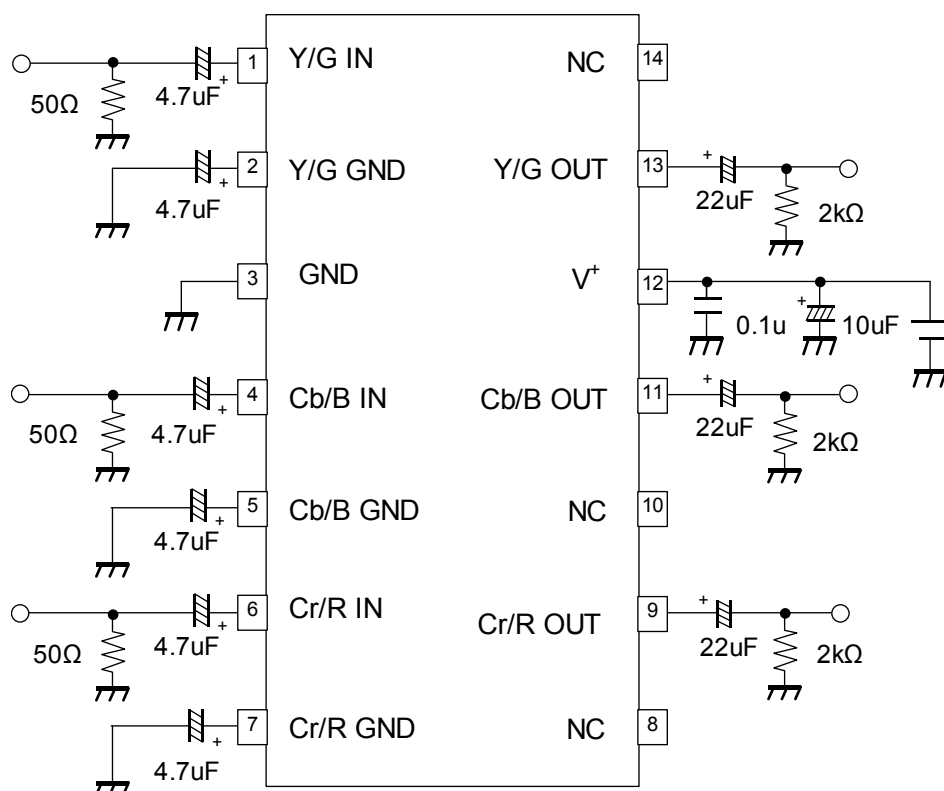 1 Y/G IN NC 14
50Ω 4.7uF +
2 Y/G GND Y/G OUT 13 +
4.7uF + 22uF 2kΩ
3 GND V+ 12
+ 0.1u 10uF
4 Cb/B IN Cb/B OUT 11 +
50Ω 4.7uF + 22uF 2kΩ
5 Cb/B GND NC 10
4.7uF +
6 Cr/R IN Cr/R OUT 9 +
50Ω 4.7uF + 22uF 2kΩ
7 Cr/R GND NC 8
4.7uF +